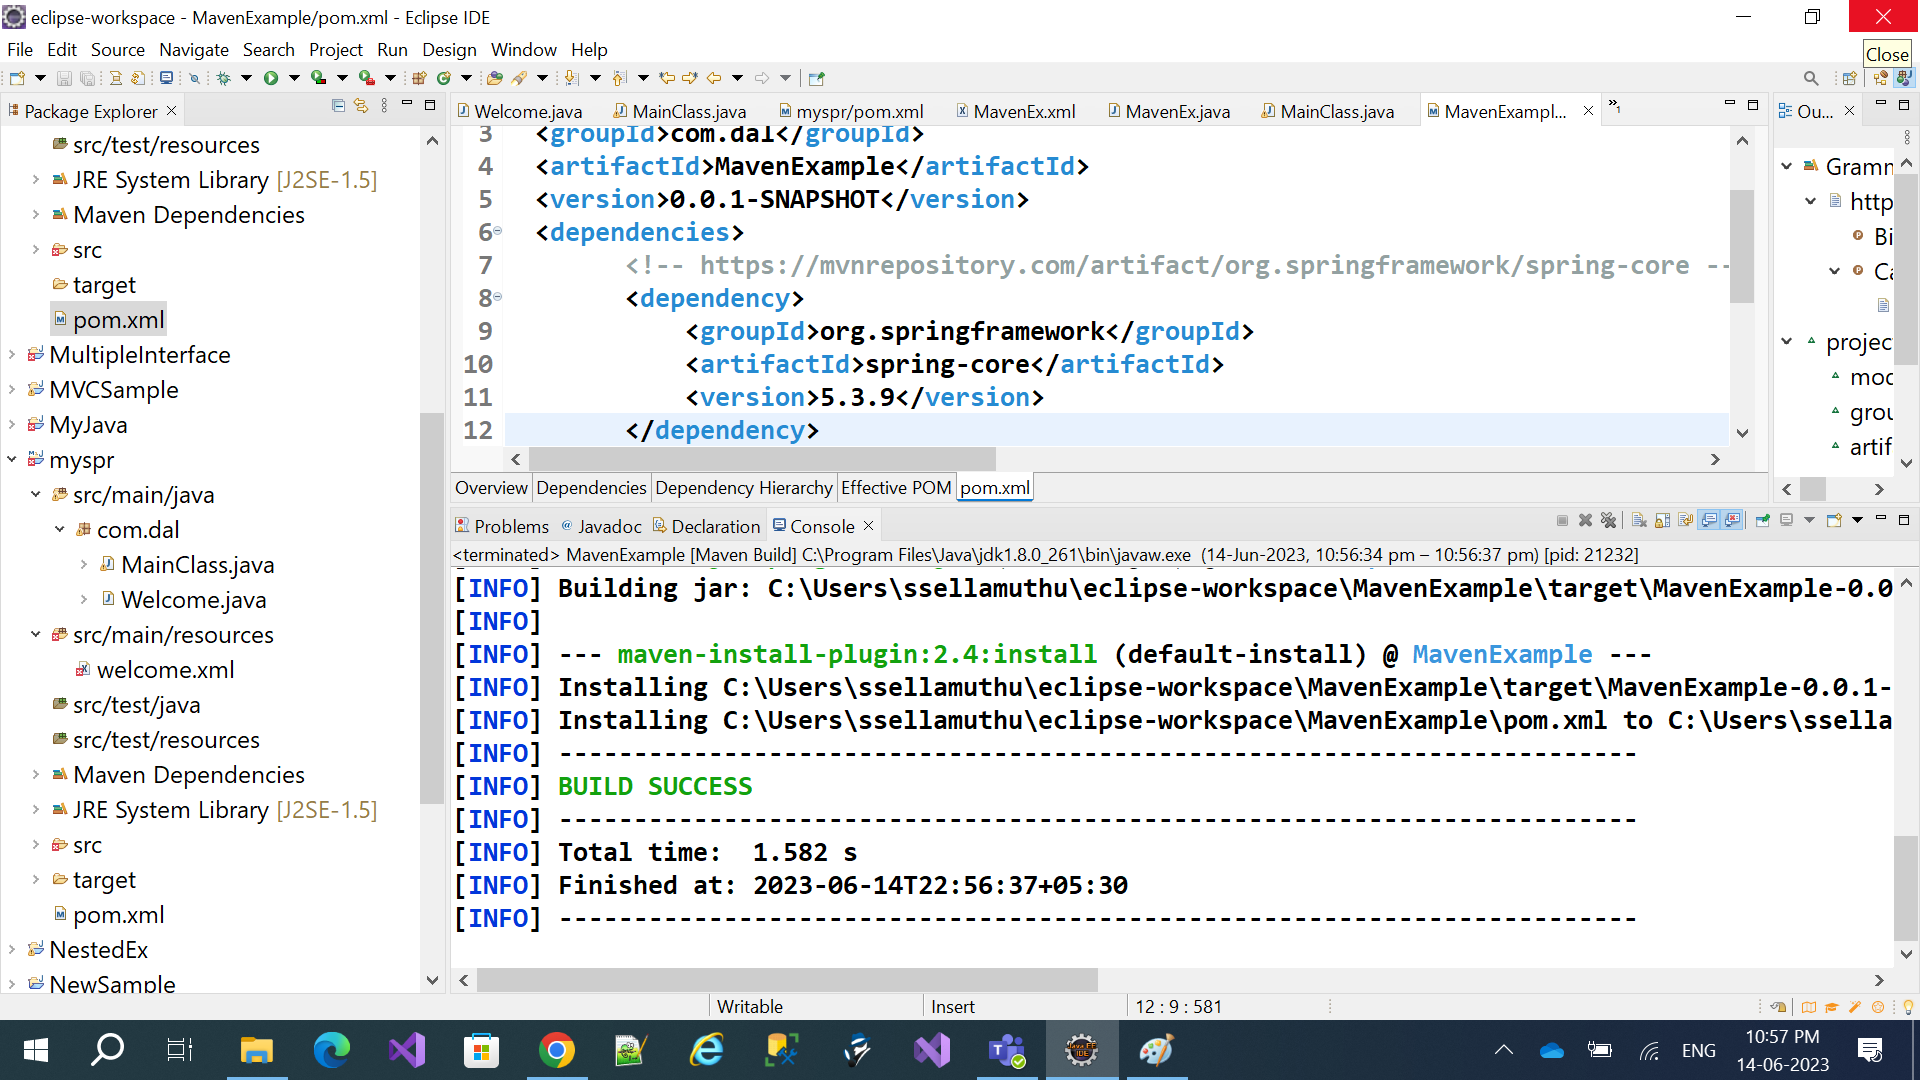 eclipse-workspace - MavenExample/pom.xml - Eclipse IDE
File Edit Source Navigate Search Project Run Design Window Help
Close
Package Explorer
src/test/resources
JRE System Library [J2SE-1.5]
Maven Dependencies
src
target
pom.xml
MultipleInterface
MVCSample
MyJava
myspr
src/main/java
com.dal
MainClass.java
Welcome.java
src/main/resources
welcome.xml
src/test/java
src/test/resources
Maven Dependencies
JRE System Library [J2SE-1.5]
src
target
pom.xml
NestedEx
NewSample
Welcome.java MainClass.java myspr/pom.xml MavenEx.xml MavenEx.java MainClass.java MavenExampl... »1
3 <groupId>com.dal</groupId>
4 <artifactId>MavenExample</artifactId>
5 <version>0.0.1-SNAPSHOT</version>
6 <dependencies>
7 <!-- https://mvnrepository.com/artifact/org.springframework/spring-core --
8 <dependency>
9 <groupId>org.springframework</groupId>
10 <artifactId>spring-core</artifactId>
11 <version>5.3.9</version>
12 </dependency>
Overview Dependencies Dependency Hierarchy Effective POM pom.xml
Ou...
Gramm
http
Bi
Ca
projec
mod
grou
artif
Problems Javadoc Declaration Console
<terminated> MavenExample [Maven Build] C:\Program Files\Java\jdk1.8.0_261\bin\javaw.exe (14-Jun-2023, 10:56:34 pm – 10:56:37 pm) [pid: 21232]
[INFO] Building jar: C:\Users\ssellamuthu\eclipse-workspace\MavenExample\target\MavenExample-0.0
[INFO]
[INFO] --- maven-install-plugin:2.4:install (default-install) @ MavenExample ---
[INFO] Installing C:\Users\ssellamuthu\eclipse-workspace\MavenExample\target\MavenExample-0.0.1-
[INFO] Installing C:\Users\ssellamuthu\eclipse-workspace\MavenExample\pom.xml to C:\Users\ssella
[INFO] ------------------------------------------------------------------------
[INFO] BUILD SUCCESS
[INFO] ------------------------------------------------------------------------
[INFO] Total time:  1.582 s
[INFO] Finished at: 2023-06-14T22:56:37+05:30
[INFO] ------------------------------------------------------------------------
Writable Insert 12 : 9 : 581
ENG
10:57 PM
14-06-2023